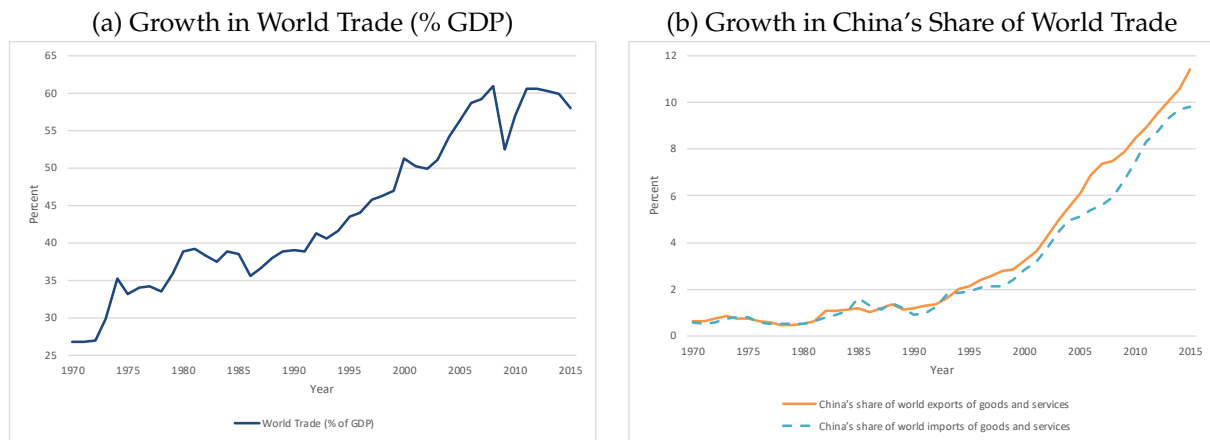 (a) Growth in World Trade (% GDP)
65
60
55
50
45
40
35
30
25
Percent
1970 1975 1980 1985 1990 1995 2000 2005 2010 2015
Year
World Trade (% of GDP)
(b) Growth in China's Share of World Trade
12
10
8
6
4
2
0
Percent
1970 1975 1980 1985 1990 1995 2000 2005 2010 2015
Year
China's share of world exports of goods and services
China's share of world imports of goods and services